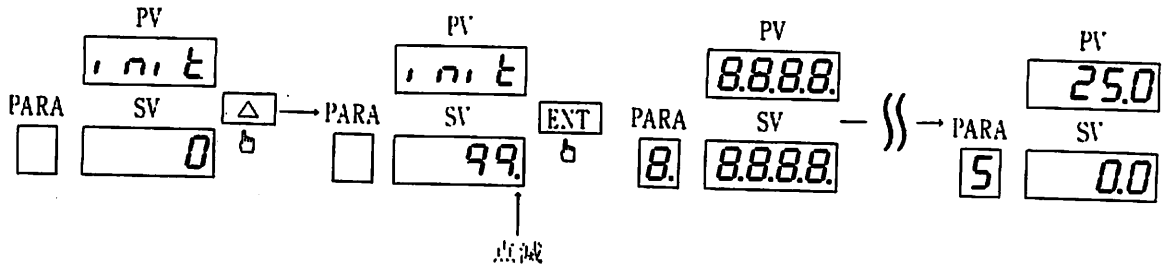 PV
init
PARA SV
0
△
PV
init
PARA SV
99.
EXT
点滅
PV
8.8.8.8.
PARA SV
8. 8.8.8.8.
PV
25.0
PARA SV
5 0.0